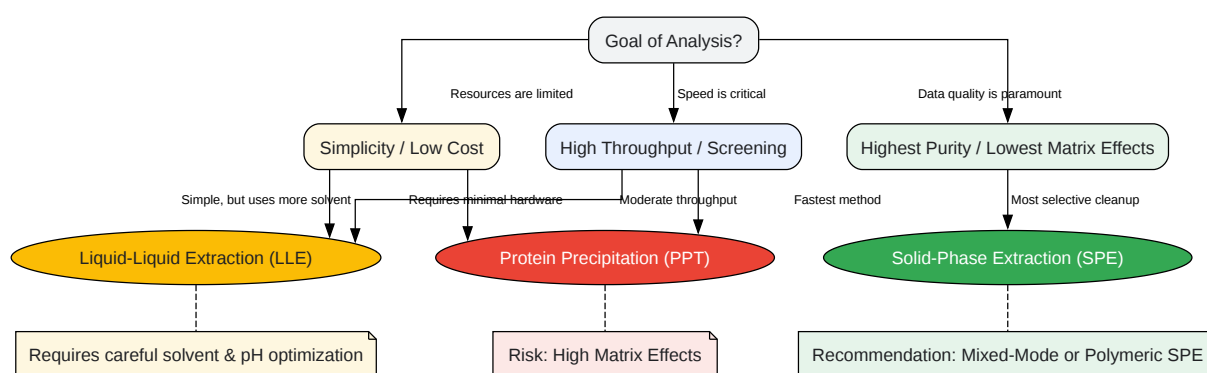 Goal of Analysis?
Resources are limited
Speed is critical
Data quality is paramount
Simplicity / Low Cost
High Throughput / Screening
Highest Purity / Lowest Matrix Effects
Simple, but uses more solvent
Requires minimal hardware
Moderate throughput
Fastest method
Most selective cleanup
Liquid-Liquid Extraction (LLE)
Protein Precipitation (PPT)
Solid-Phase Extraction (SPE)
Requires careful solvent & pH optimization
Risk: High Matrix Effects
Recommendation: Mixed-Mode or Polymeric SPE